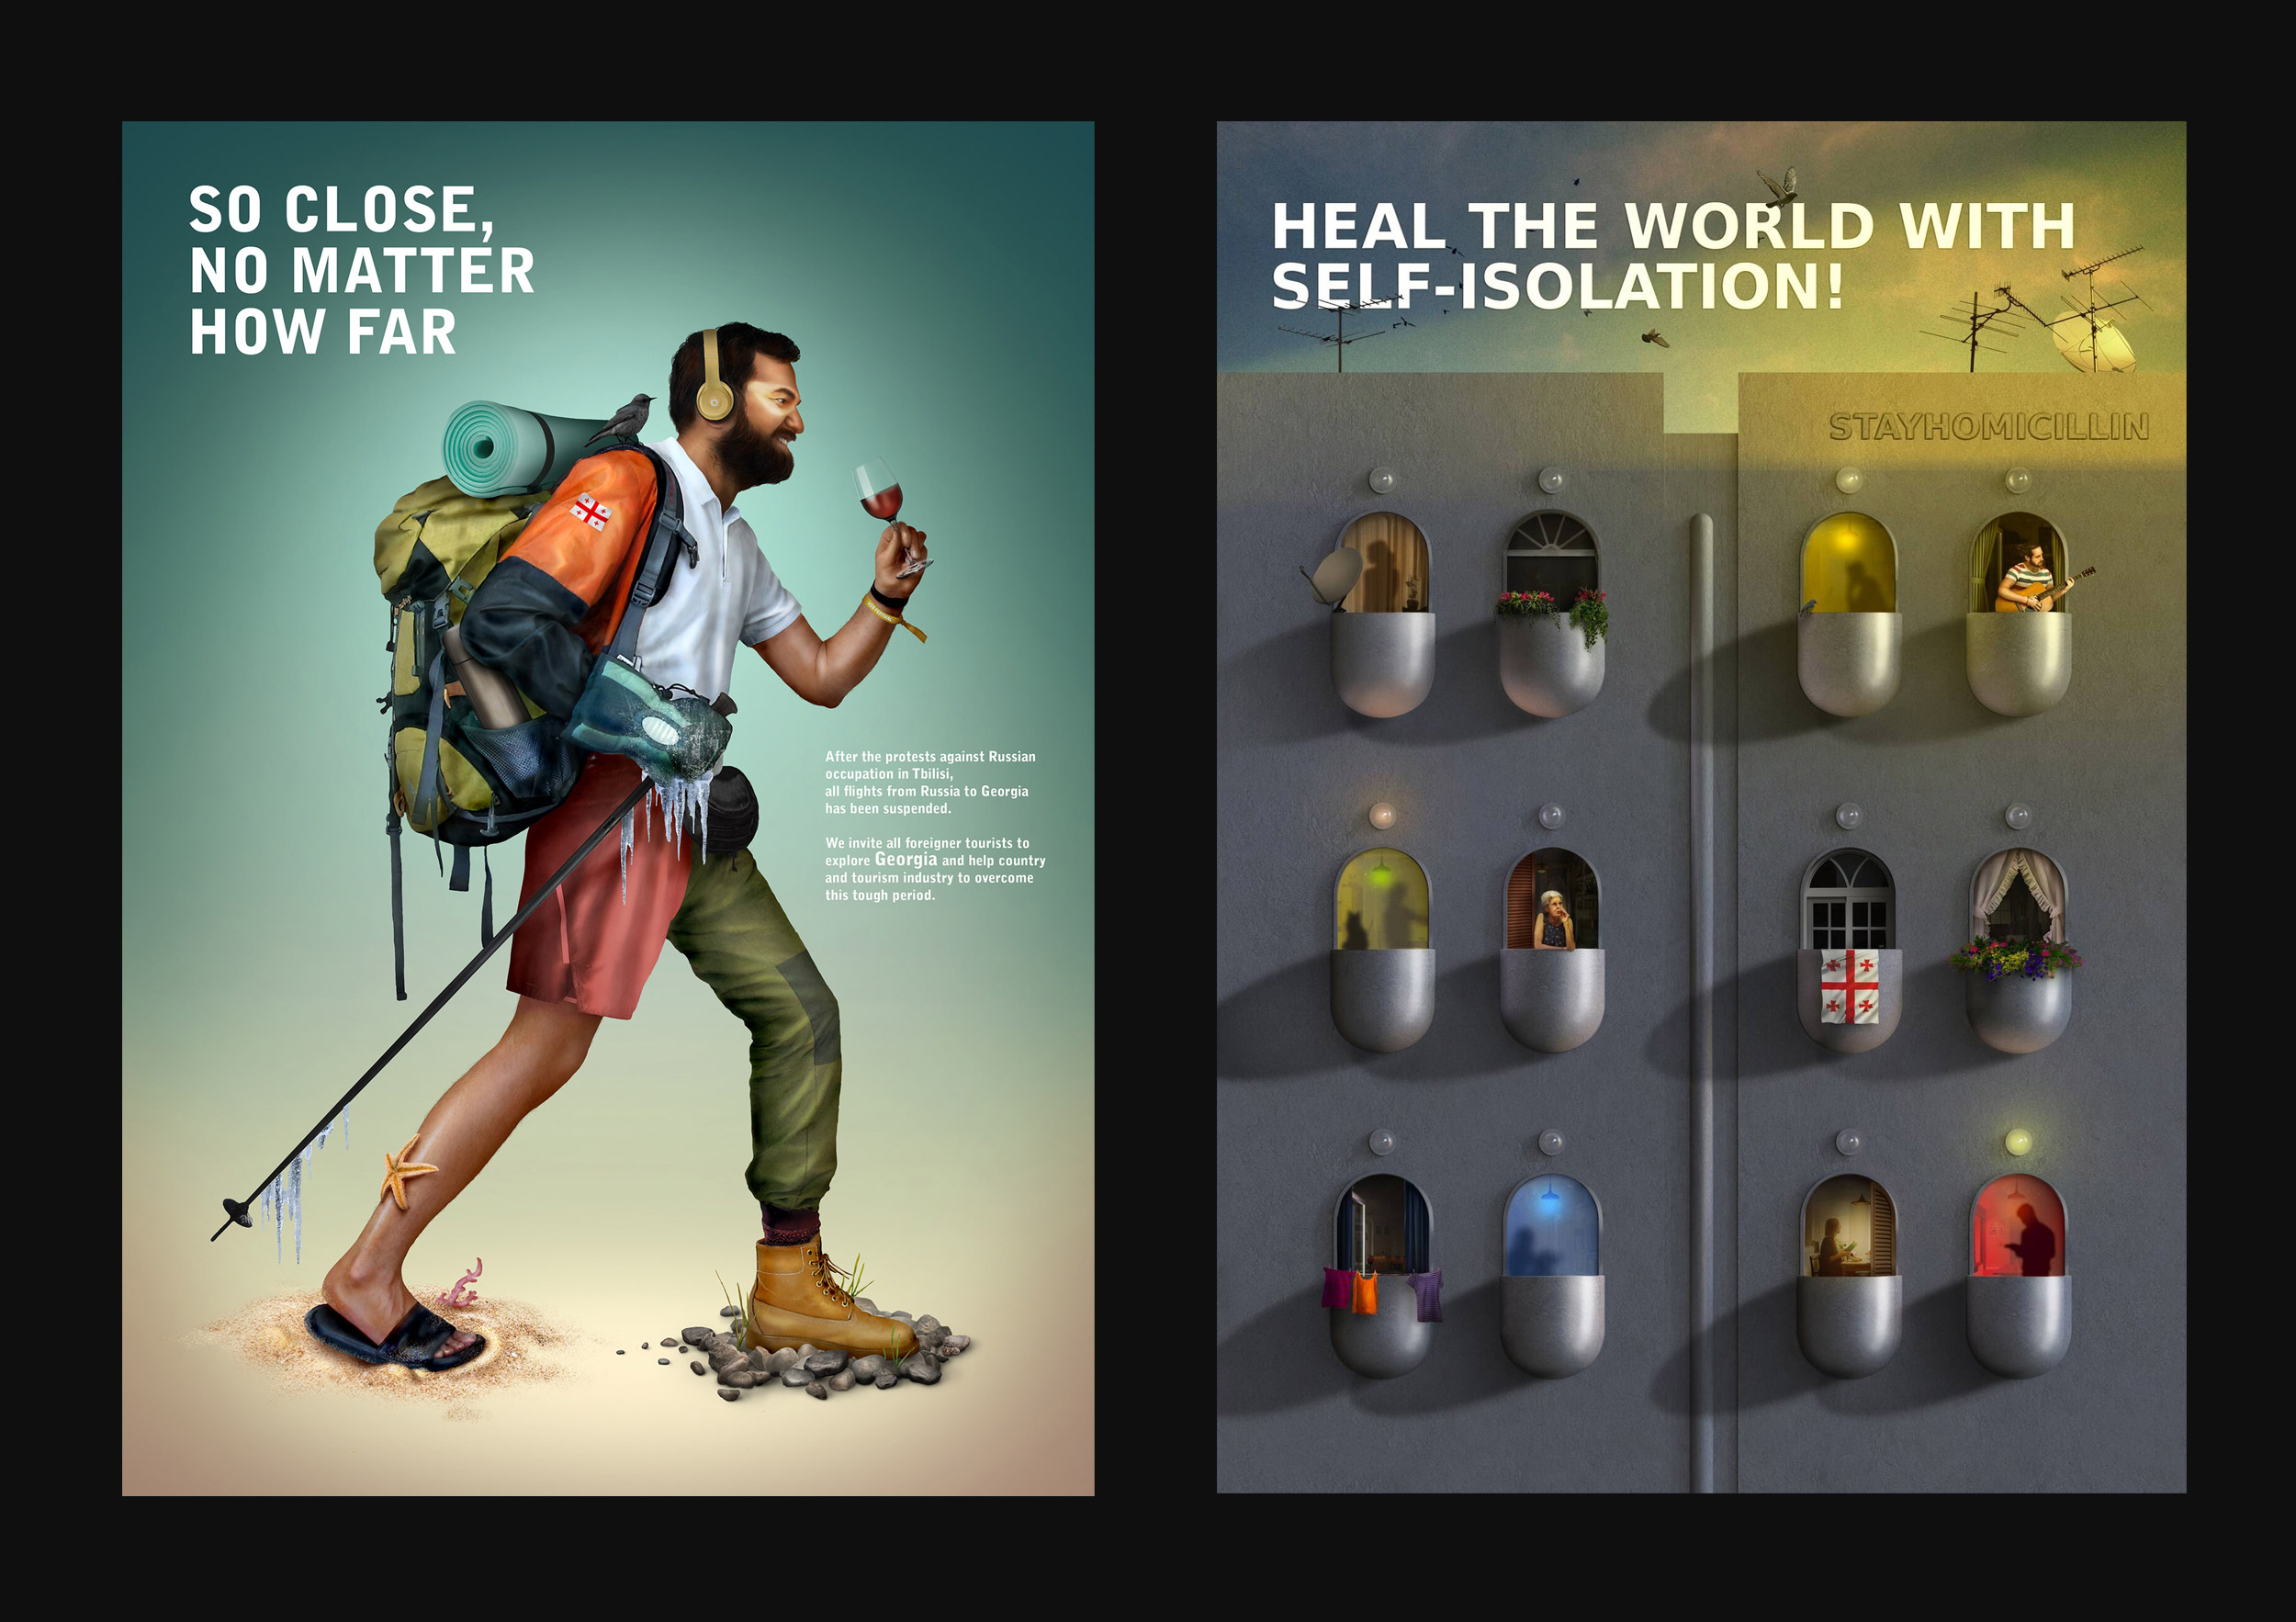 SO CLOSE,
NO MATTER
HOW FAR
After the protests against Russian
occupation in Tbilisi,
all flights from Russia to Georgia
has been suspended.
We invite all foreigner tourists to
explore Georgia and help country
and tourism industry to overcome
this tough period.
HEAL THE WORLD WITH
SELF-ISOLATION!
STAYHOMICILLIN